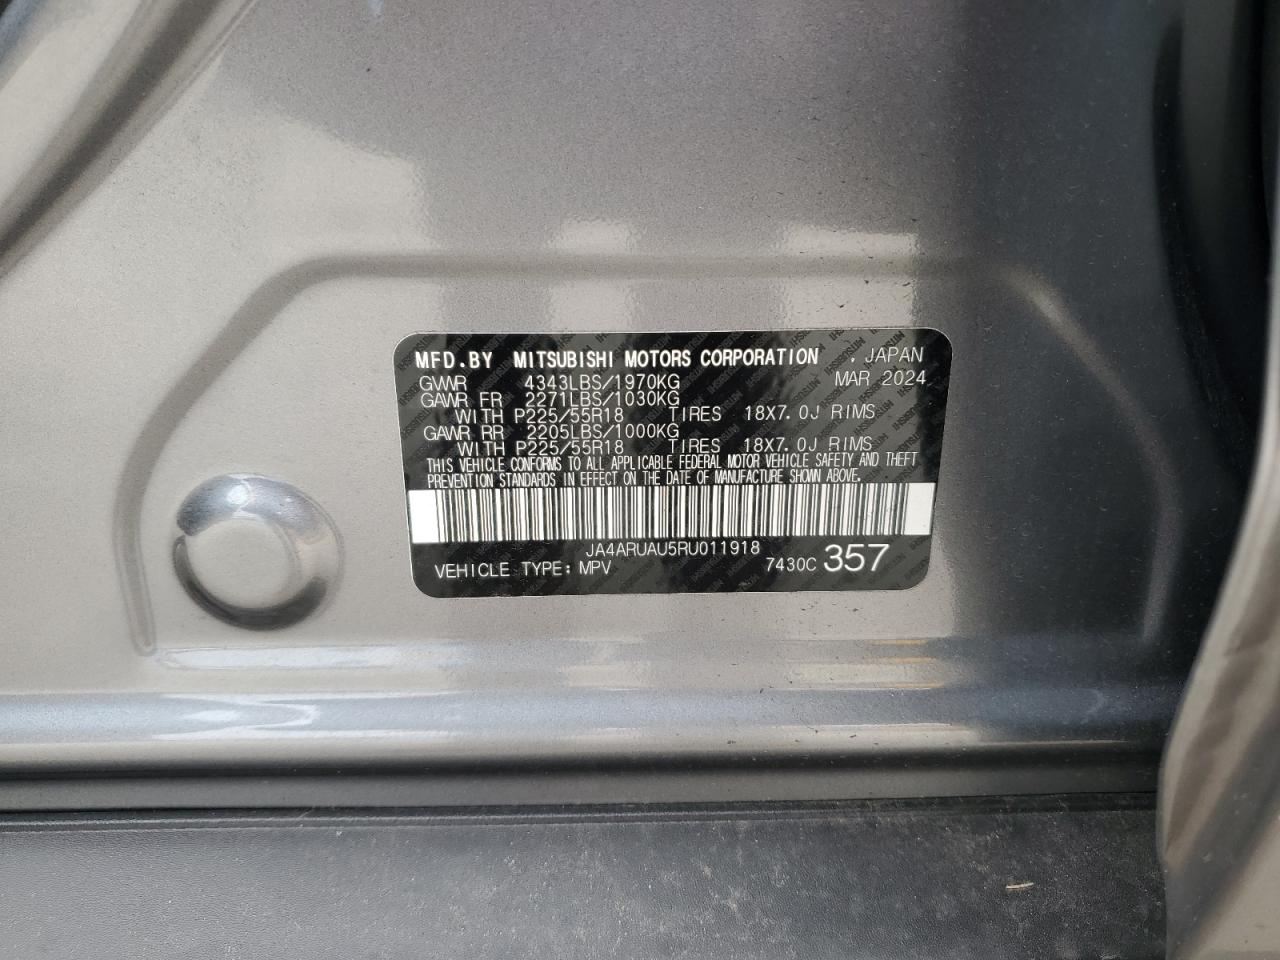 MFD.BY MITSUBISHI MOTORS CORPORATION , JAPAN
GVWR 4343LBS/1970KG MAR 2024
GAWR FR 2271LBS/1030KG
WITH P225/55R18 TIRES 18X7.0J RIMS
GAWR RR 2205LBS/1000KG
WITH P225/55R18 TIRES 18X7.0J RIMS
THIS VEHICLE CONFORMS TO ALL APPLICABLE FEDERAL MOTOR VEHICLE SAFETY AND THEFT
PREVENTION STANDARDS IN EFFECT ON THE DATE OF MANUFACTURE SHOWN ABOVE.
JA4ARUAU5RU011918
VEHICLE TYPE: MPV 7430C 357